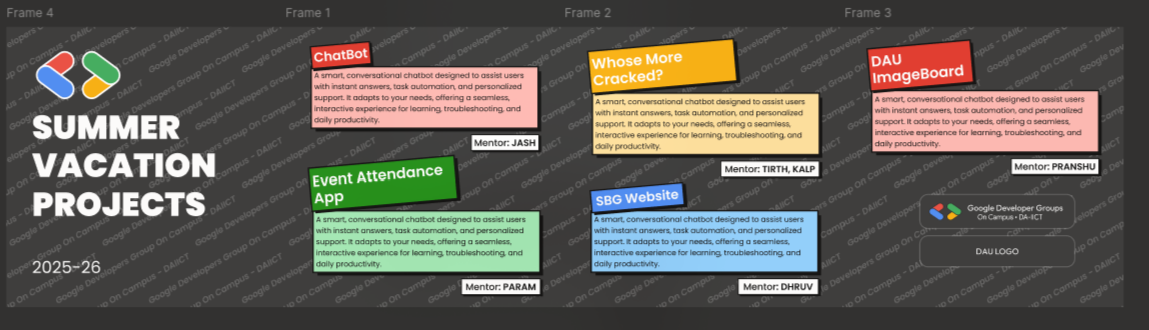 Frame 4
SUMMER
VACATION
PROJECTS
2025-26
Frame 1
ChatBot
A smart, conversational chatbot designed to assist users
with instant answers, task automation, and personalized
support. It adapts to your needs, offering a seamless,
interactive experience for learning, troubleshooting, and
daily productivity.
Mentor: JASH
Event Attendance
App
A smart, conversational chatbot designed to assist users
with instant answers, task automation, and personalized
support. It adapts to your needs, offering a seamless,
interactive experience for learning, troubleshooting, and
daily productivity.
Mentor: PARAM
Frame 2
Whose More
Cracked?
A smart, conversational chatbot designed to assist users
with instant answers, task automation, and personalized
support. It adapts to your needs, offering a seamless,
interactive experience for learning, troubleshooting, and
daily productivity.
Mentor: TIRTH, KALP
SBG Website
A smart, conversational chatbot designed to assist users
with instant answers, task automation, and personalized
support. It adapts to your needs, offering a seamless,
interactive experience for learning, troubleshooting, and
daily productivity.
Mentor: DHRUV
Frame 3
DAU
ImageBoard
A smart, conversational chatbot designed to assist users
with instant answers, task automation, and personalized
support. It adapts to your needs, offering a seamless,
interactive experience for learning, troubleshooting, and
daily productivity.
Mentor: PRANSHU
Google Developer Groups
On Campus • DA-ICT
DAU LOGO
Google Developers Group On Campus - DAIICT